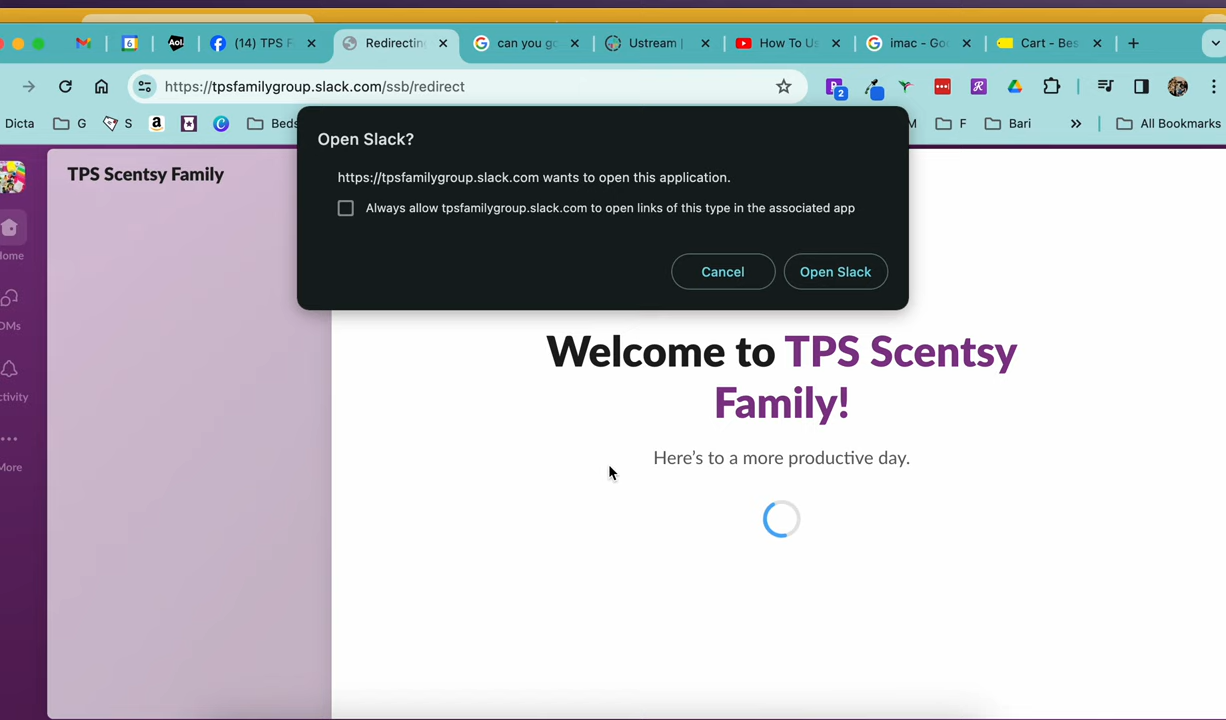 6
Aol
(14) TPS F
Redirecting
can you go
Ustream |
How To Us
imac - Goo
Cart - Bes
https://tpsfamilygroup.slack.com/ssb/redirect
2
Dicta
G
S
Beds
M
F
Bari
All Bookmarks
Open Slack?
https://tpsfamilygroup.slack.com wants to open this application.
Always allow tpsfamilygroup.slack.com to open links of this type in the associated app
Cancel
Open Slack
TPS Scentsy Family
ome
DMs
ctivity
More
Welcome to TPS Scentsy
Family!
Here's to a more productive day.